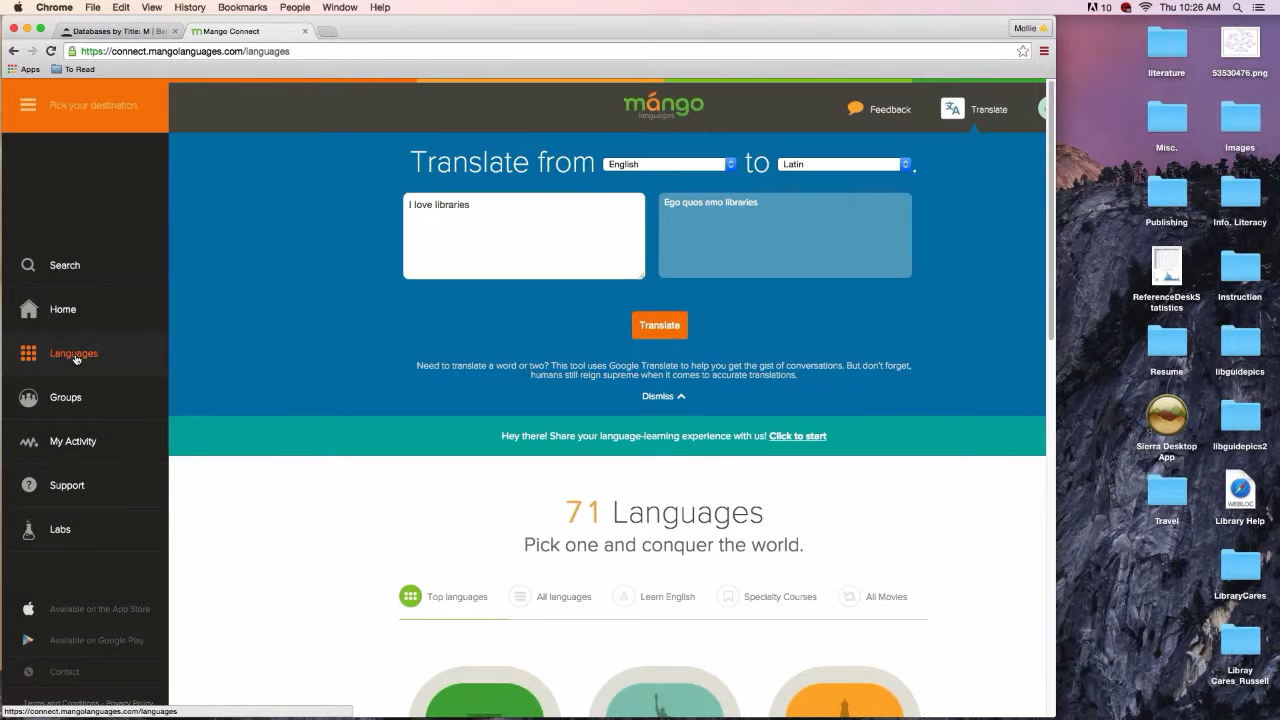 Chrome File Edit View History Bookmarks People Window Help
10
Thu 10:26 AM
Databases by Title: M | Be
Mango Connect
Mollie
https://connect.mangolanguages.com/languages
Apps To Read
Pick your destination.
mango
languages
Feedback
Translate
Translate from English to Latin .
I love libraries
Ego quos amo libraries
Translate
Need to translate a word or two? This tool uses Google Translate to help you get the gist of conversations. But don't forget,
humans still reign supreme when it comes to accurate translations.
Dismiss
Hey there! Share your language-learning experience with us! Click to start
71 Languages
Pick one and conquer the world.
Top languages
All languages
Learn English
Specialty Courses
All Movies
Search
Home
Languages
Groups
My Activity
Support
Labs
Available on the App Store
Available on Google Play
Contact
Terms and Conditions - Privacy Policy
https://connect.mangolanguages.com/languages
literature
53530476.png
Misc.
Images
Publishing
Info. Literacy
ReferenceDeskS
tatistics
Instruction
Resume
libguidepics
Sierra Desktop
App
libguidepics2
Travel
WEBLOC
Library Help
LibraryCares
Libray
Cares_Russell